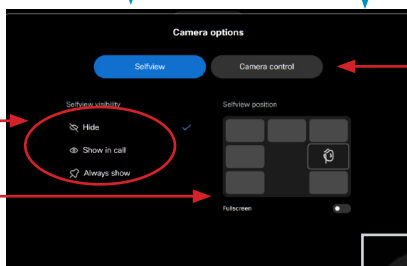 Camera options
Selfview
Camera control
Selfview visibility
Selfview position
Hide
Show in call
Always show
Fullscreen